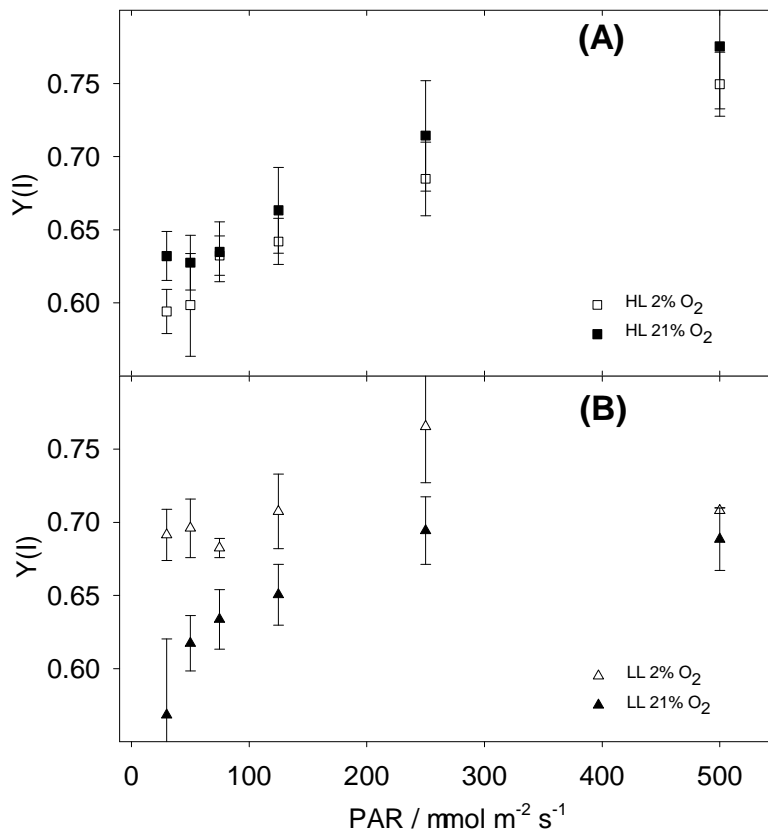 (A)
0.75
0.70
0.65
0.60
Y(I)
HL 2% O2
HL 21% O2
(B)
0.75
0.70
0.65
0.60
Y(I)
LL 2% O2
LL 21% O2
0 100 200 300 400 500
PAR / mmol m-2 s-1